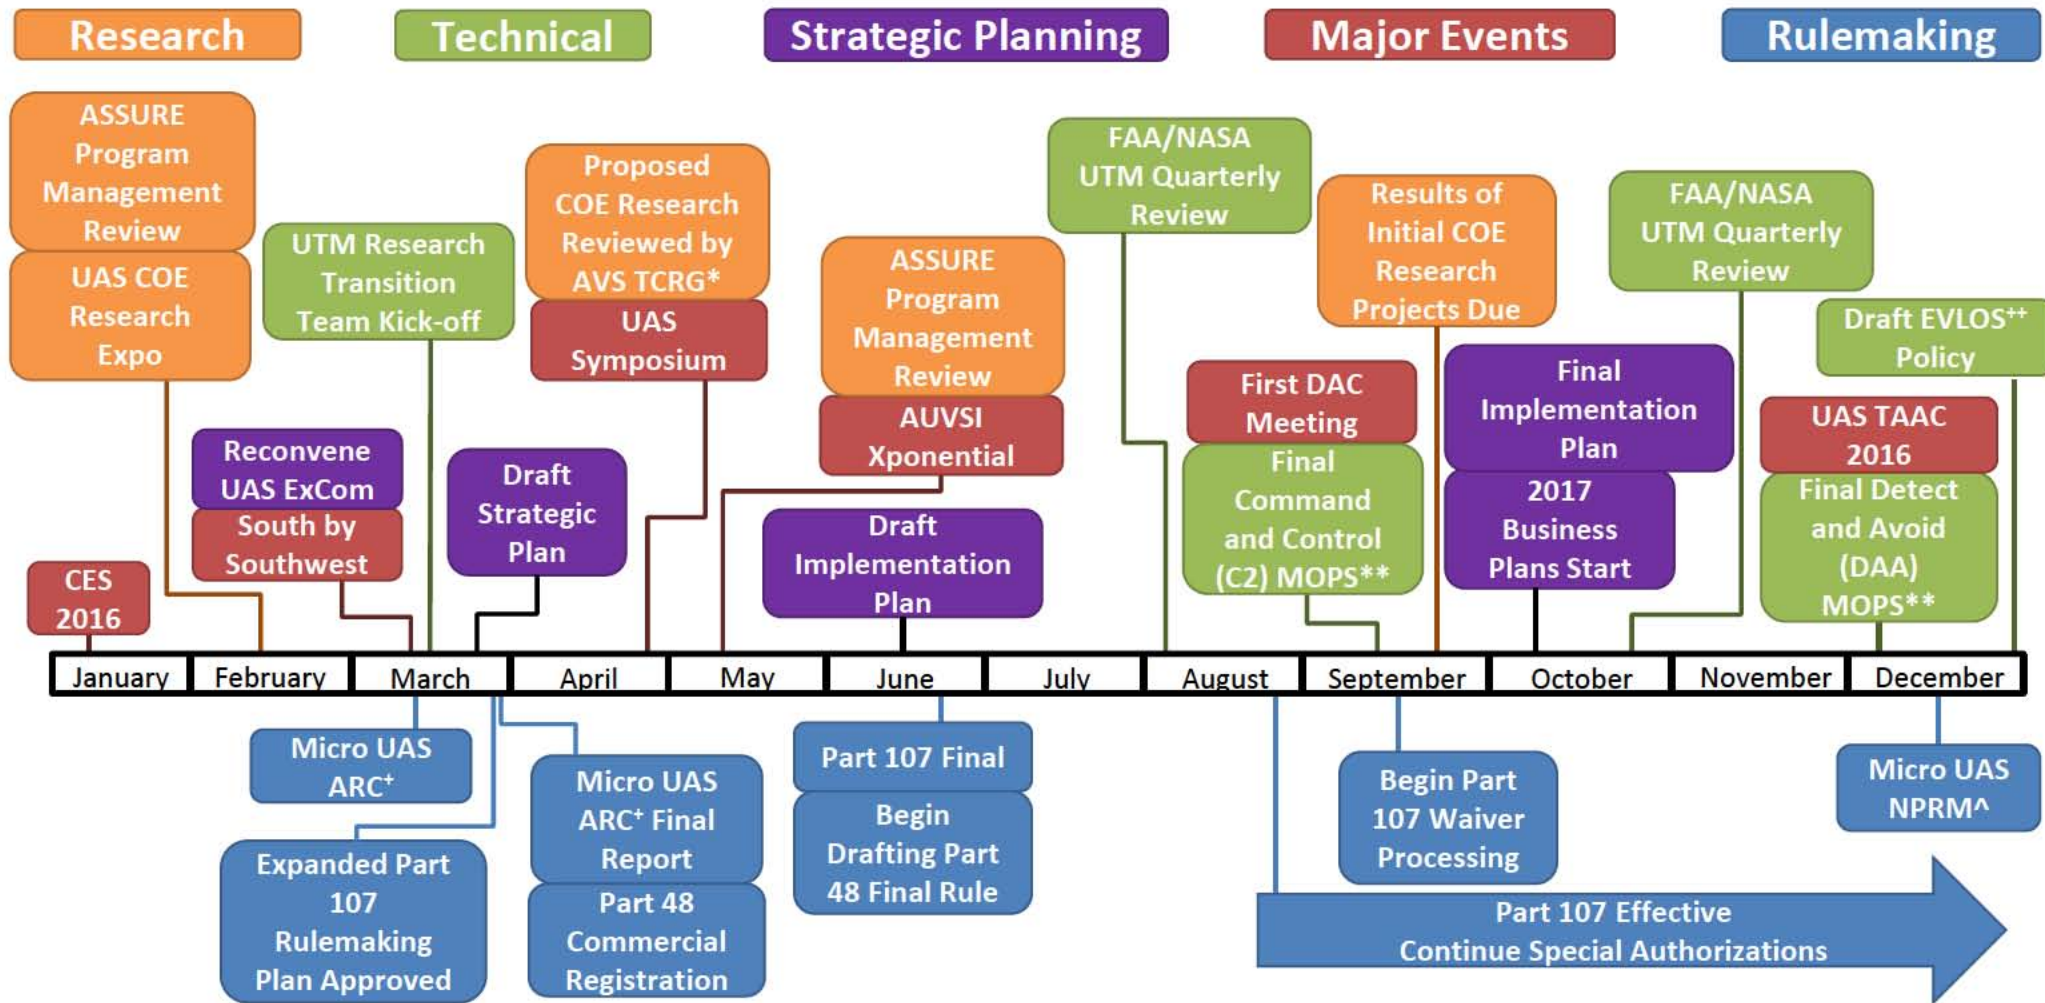 Research
Technical
Strategic Planning
Major Events
Rulemaking
ASSURE
Program
Management
Review
UAS COE
Research
Expo
UTM Research
Transition
Team Kick-off
Proposed
COE Research
Reviewed by
AVS TCRG*
UAS
Symposium
ASSURE
Program
Management
Review
AUVSI
Xponential
FAA/NASA
UTM Quarterly
Review
Results of
Initial COE
Research
Projects Due
FAA/NASA
UTM Quarterly
Review
Draft EVLOS++
Policy
CES
2016
Reconvene
UAS ExCom
South by
Southwest
Draft
Strategic
Plan
Draft
Implementation
Plan
First DAC
Meeting
Final
Command
and Control
(C2) MOPS**
Final
Implementation
Plan
2017
Business
Plans Start
UAS TAAC
2016
Final Detect
and Avoid
(DAA)
MOPS**
January
February
March
April
May
June
July
August
September
October
November
December
Micro UAS
ARC+
Expanded Part
107
Rulemaking
Plan Approved
Micro UAS
ARC+ Final
Report
Part 48
Commercial
Registration
Part 107 Final
Begin
Drafting Part
48 Final Rule
Begin Part
107 Waiver
Processing
Micro UAS
NPRM^
Part 107 Effective
Continue Special Authorizations